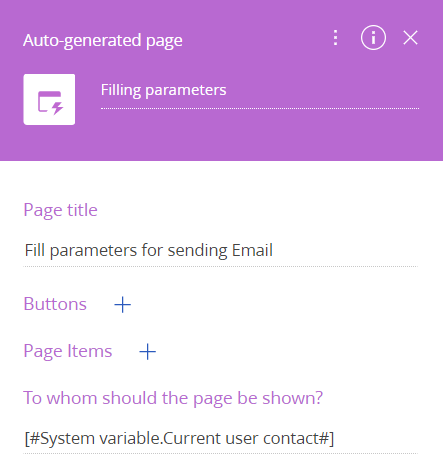 Auto-generated page
Filling parameters
Page title
Fill parameters for sending Email
Buttons
Page Items
To whom should the page be shown?
[#System variable.Current user contact#]